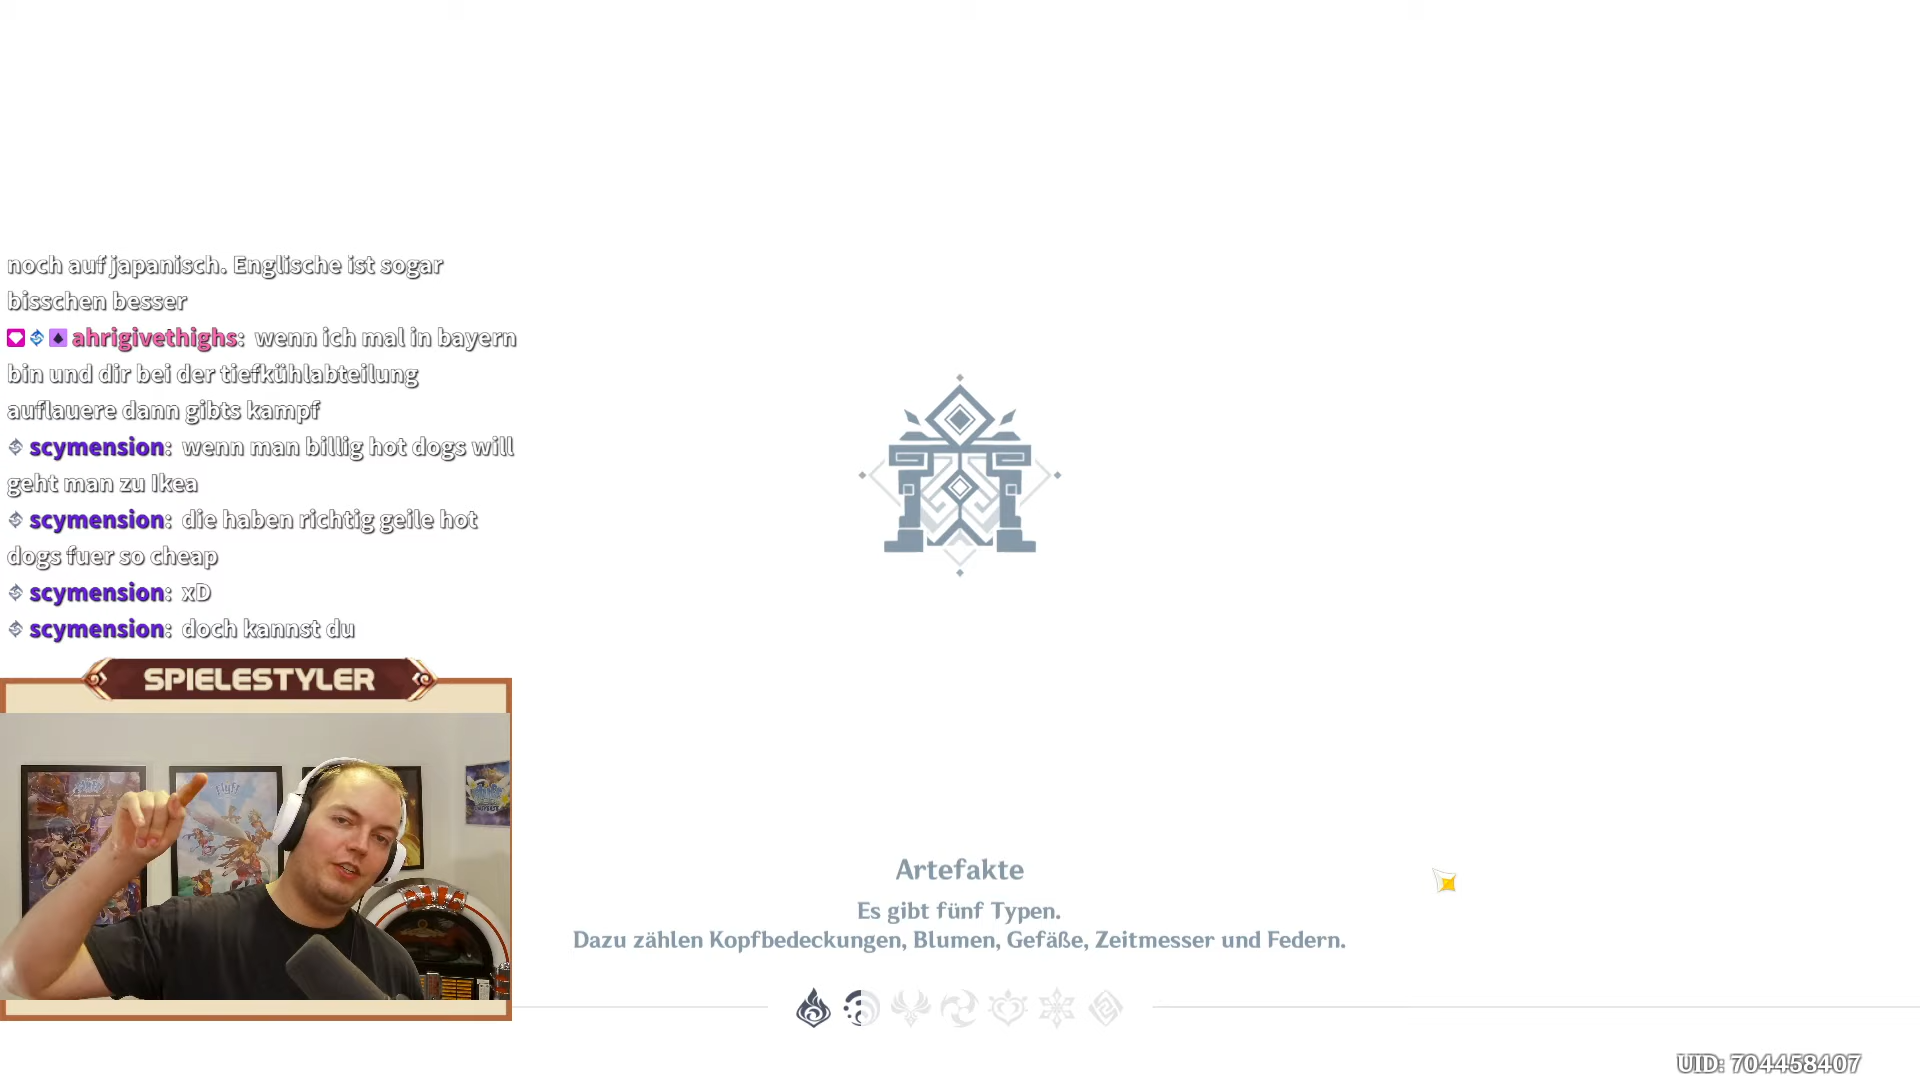 noch auf japanisch. Englische ist sogar
bisschen besser
ahrigivethighs: wenn ich mal in bayern
bin und dir bei der tiefkühlabteilung
auflauere dann gibts kampf
scymension: wenn man billig hot dogs will
geht man zu Ikea
scymension: die haben richtig geile hot
dogs fuer so cheap
scymension: xD
scymension: doch kannst du
SPIELESTYLER
Flyff
Artefakte
Es gibt fünf Typen.
Dazu zählen Kopfbedeckungen, Blumen, Gefäße, Zeitmesser und Federn.
UID: 704458407